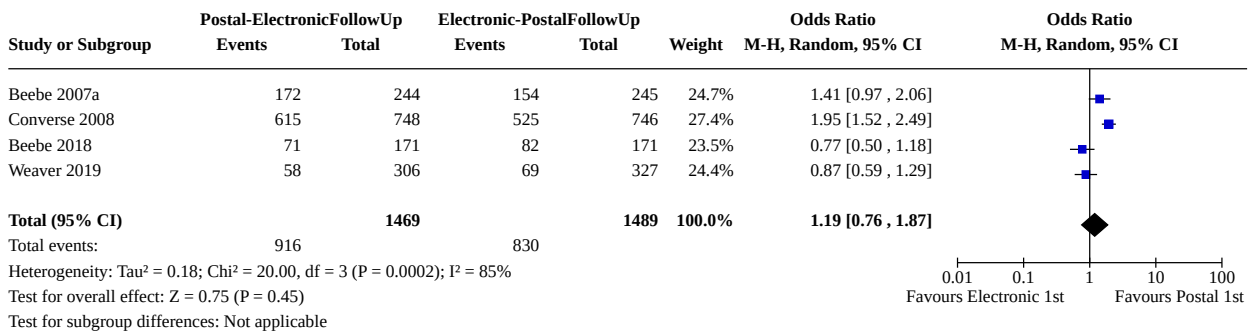 Postal-ElectronicFollowUp Electronic-PostalFollowUp Odds Ratio Odds Ratio
Study or Subgroup Events Total Events Total Weight M-H, Random, 95% CI M-H, Random, 95% CI
Beebe 2007a 172 244 154 245 24.7% 1.41 [0.97 , 2.06]
Converse 2008 615 748 525 746 27.4% 1.95 [1.52 , 2.49]
Beebe 2018 71 171 82 171 23.5% 0.77 [0.50 , 1.18]
Weaver 2019 58 306 69 327 24.4% 0.87 [0.59 , 1.29]
Total (95% CI) 1469 1489 100.0% 1.19 [0.76 , 1.87]
Total events: 916 830
Heterogeneity: Tau² = 0.18; Chi² = 20.00, df = 3 (P = 0.0002); I² = 85%
0.01 0.1 1 10 100
Test for overall effect: Z = 0.75 (P = 0.45)
Favours Electronic 1st Favours Postal 1st
Test for subgroup differences: Not applicable